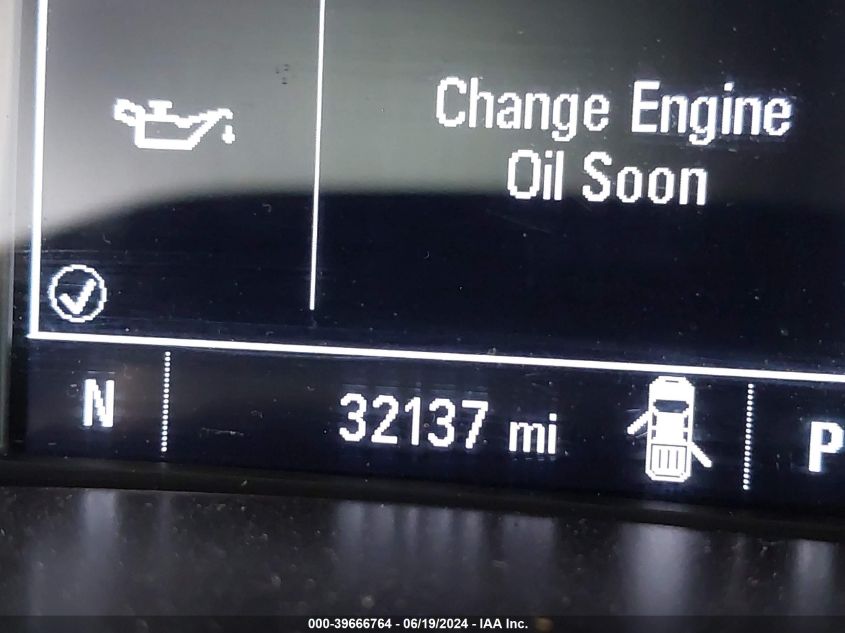 Change Engine
Oil Soon
N
32137 mi
P
000-39666764 - 06/19/2024 - IAA Inc.